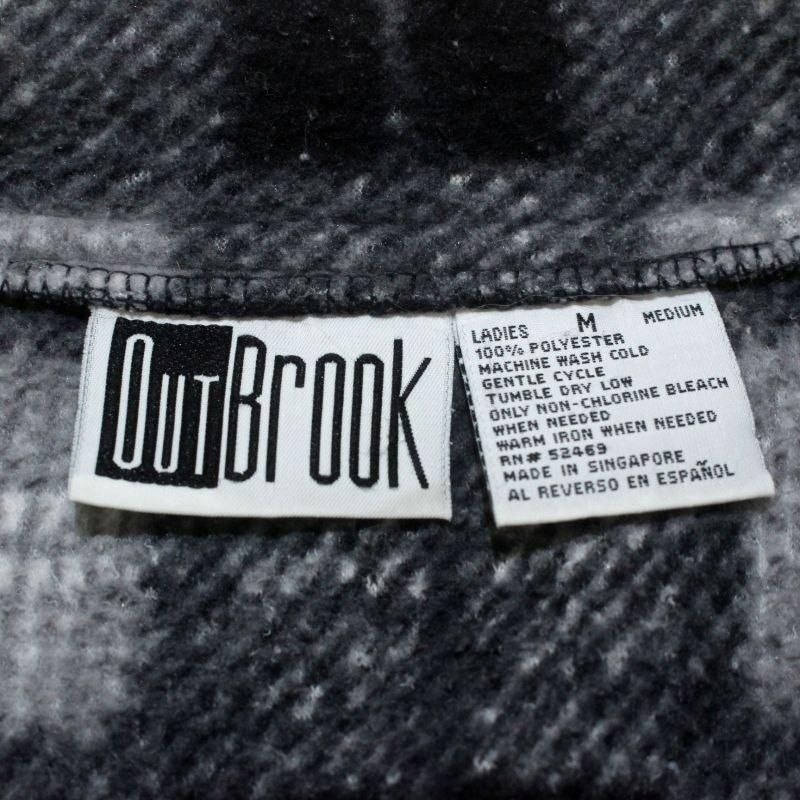 OutBrook
LADIES M MEDIUM
100% POLYESTER
MACHINE WASH COLD
GENTLE CYCLE
TUMBLE DRY LOW
ONLY NON-CHLORINE BLEACH
WHEN NEEDED
WARM IRON WHEN NEEDED
RN# 52469
MADE IN SINGAPORE
AL REVERSO EN ESPAÑOL